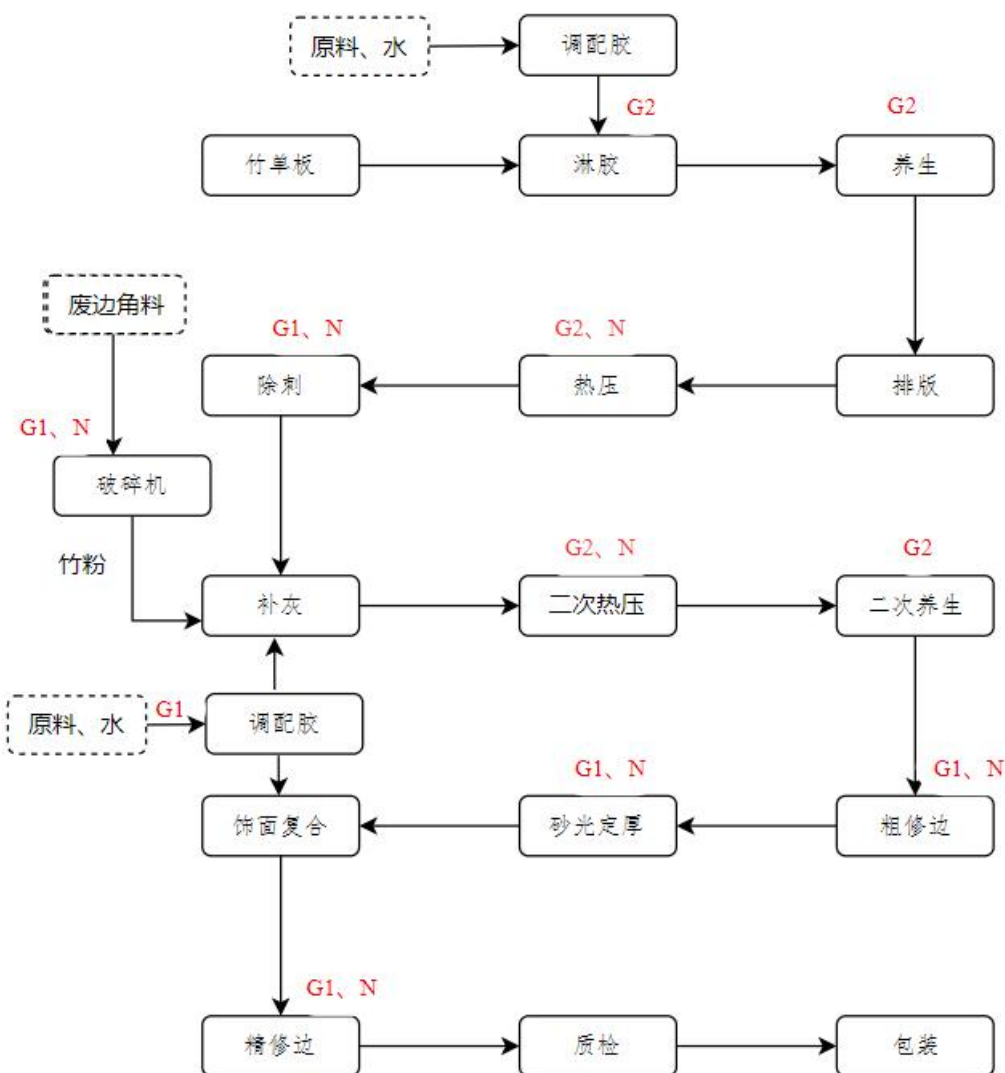 原料、水
调配胶
G2
G2
竹单板
淋胶
养生
废边角料
G1、N
G2、N
除刺
热压
排版
G1、N
破碎机
竹粉
G2、N
G2
补灰
二次热压
二次养生
原料、水
G1
调配胶
G1、N
G1、N
饰面复合
砂光定厚
粗修边
G1、N
精修边
质检
包装